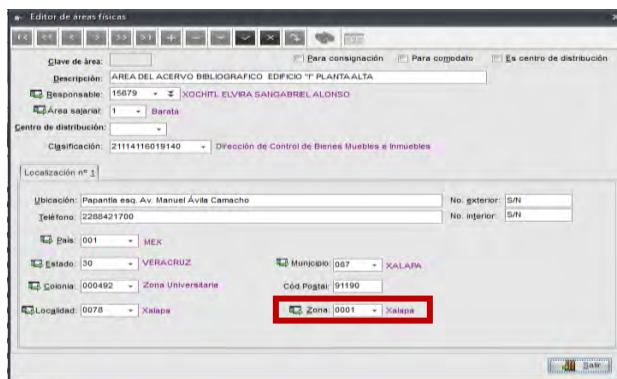 Editor de áreas físicas
Clave de área:
Para consignación
Para comodato
Es centro de distribución
Descripción: AREA DEL ACERVO BIBLIOGRAFICO EDIFICIO "I" PLANTA ALTA
Responsable: 15679 XOCHITL ELVIRA SANGABRIEL ALONSO
Área salarial: 1 Barata
Centro de distribución:
Clasificación: 21114116019140 Dirección de Control de Bienes Muebles e Inmuebles
Localización nº 1
Ubicación: Papantla esq. Av. Manuel Ávila Camacho No. exterior: S/N
Teléfono: 2288421700 No. interior: S/N
País: 001 MEX
Estado: 30 VERACRUZ Municipio: 087 XALAPA
Colonia: 000492 Zona Universitaria Cód Postal: 91190
Localidad: 0078 Xalapa Zona: 0001 Xalapa
Salir